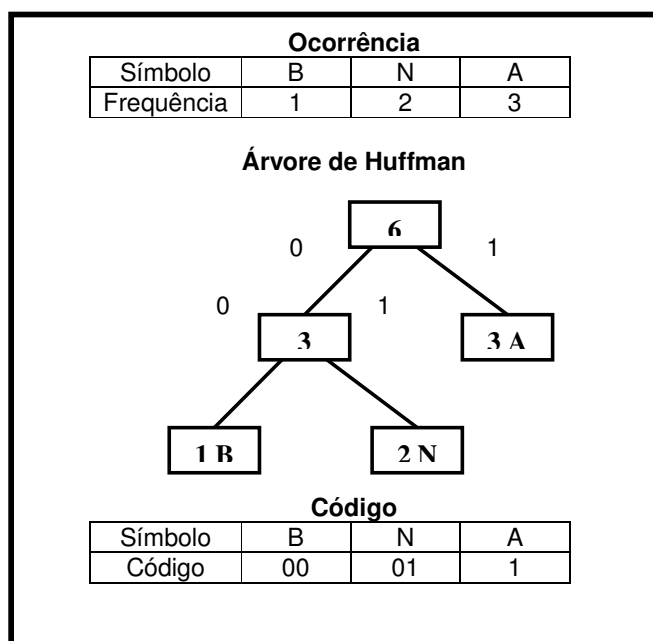 Ocorrência
Símbolo B N A
Frequência 1 2 3
Árvore de Huffman
6
0 1
0 1
3 3 A
1 B 2 N
Código
Símbolo B N A
Código 00 01 1